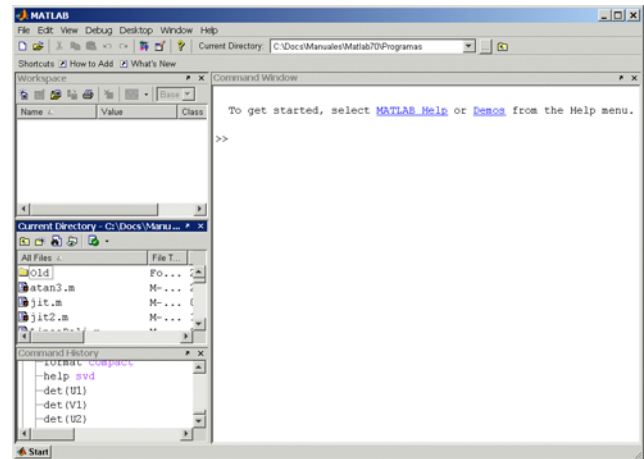 MATLAB
File Edit View Debug Desktop Window Help
Current Directory: C:\Docs\Manuales\Matlab70\Programas
Shortcuts How to Add What's New
Workspace
Base
Name Value Class
Command Window
To get started, select MATLAB Help or Demos from the Help menu.
>>
Current Directory - C:\Docs\Manu...
All Files File T...
Old Fo...
atan3.m M-...
jit.m M-...
jit2.m M-...
Command History
format compact
help svd
det(U1)
det(V1)
det(U2)
Start